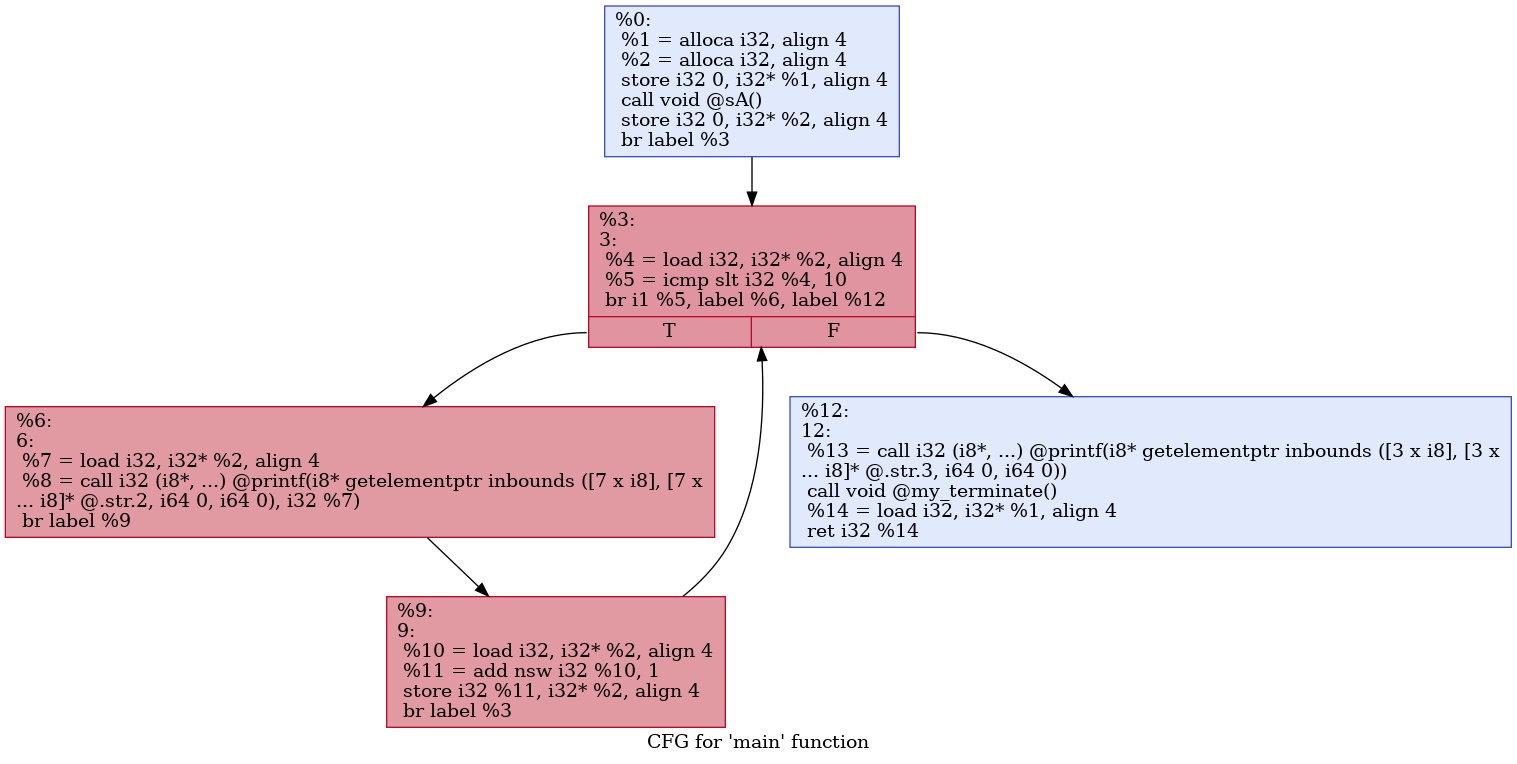 %0:
%1 = alloca i32, align 4
%2 = alloca i32, align 4
store i32 0, i32* %1, align 4
call void @sA()
store i32 0, i32* %2, align 4
br label %3
%3:
3:
%4 = load i32, i32* %2, align 4
%5 = icmp slt i32 %4, 10
br i1 %5, label %6, label %12
T F
%6:
6:
%7 = load i32, i32* %2, align 4
%8 = call i32 (i8*, ...) @printf(i8* getelementptr inbounds ([7 x i8], [7 x
... i8]* @.str.2, i64 0, i64 0), i32 %7)
br label %9
%12:
12:
%13 = call i32 (i8*, ...) @printf(i8* getelementptr inbounds ([3 x i8], [3 x
... i8]* @.str.3, i64 0, i64 0))
call void @my_terminate()
%14 = load i32, i32* %1, align 4
ret i32 %14
%9:
9:
%10 = load i32, i32* %2, align 4
%11 = add nsw i32 %10, 1
store i32 %11, i32* %2, align 4
br label %3
CFG for 'main' function